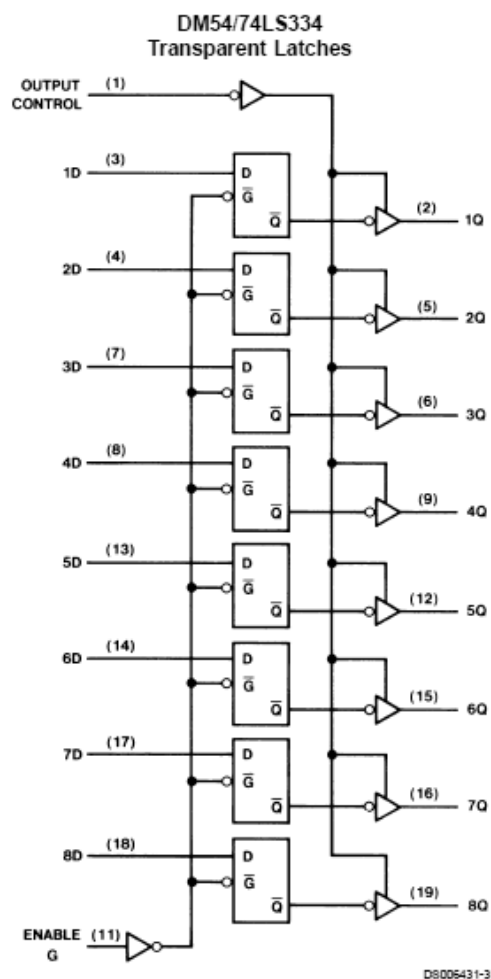 DM54/74LS334
Transparent Latches
OUTPUT CONTROL (1)
1D (3) D
G̅ Q̅ (2) 1Q
2D (4) D
G̅ Q̅ (5) 2Q
3D (7) D
G̅ Q̅ (6) 3Q
4D (8) D
G̅ Q̅ (9) 4Q
5D (13) D
G̅ Q̅ (12) 5Q
6D (14) D
G̅ Q̅ (15) 6Q
7D (17) D
G̅ Q̅ (16) 7Q
8D (18) D
G̅ Q̅ (19) 8Q
ENABLE G (11)
DS006431-3